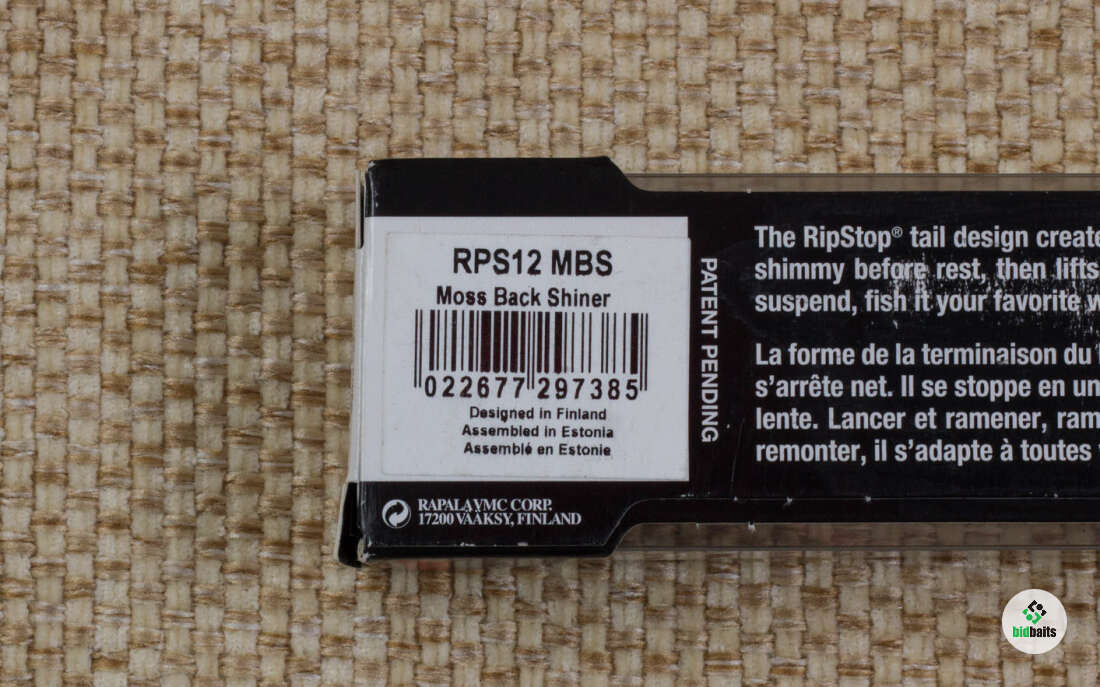 RPS12 MBS
Moss Back Shiner
022677 297385
Designed in Finland
Assembled in Estonia
Assemblé en Estonie
RAPALA VMC CORP.
17200 VÄÄKSY, FINLAND
PATENT PENDING
The RipStop® tail design create
shimmy before rest, then lifts
suspend, fish it your favorite w
La forme de la terminaison du
s'arrête net. Il se stoppe en un
lente. Lancer et ramener, ram
remonter, il s'adapte à toutes
bidbaits